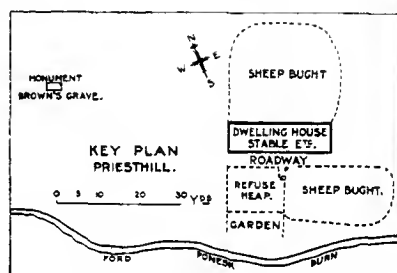 N
W E
S
MONUMENT
BROWN'S GRAVE.
SHEEP BUGHT
DWELLING HOUSE
STABLE ETC.
ROADWAY
KEY PLAN
PRIESTHILL.
0 5 10 20 30 YDS
REFUSE
HEAP.
SHEEP BUGHT.
GARDEN
FORD PONESK BURN